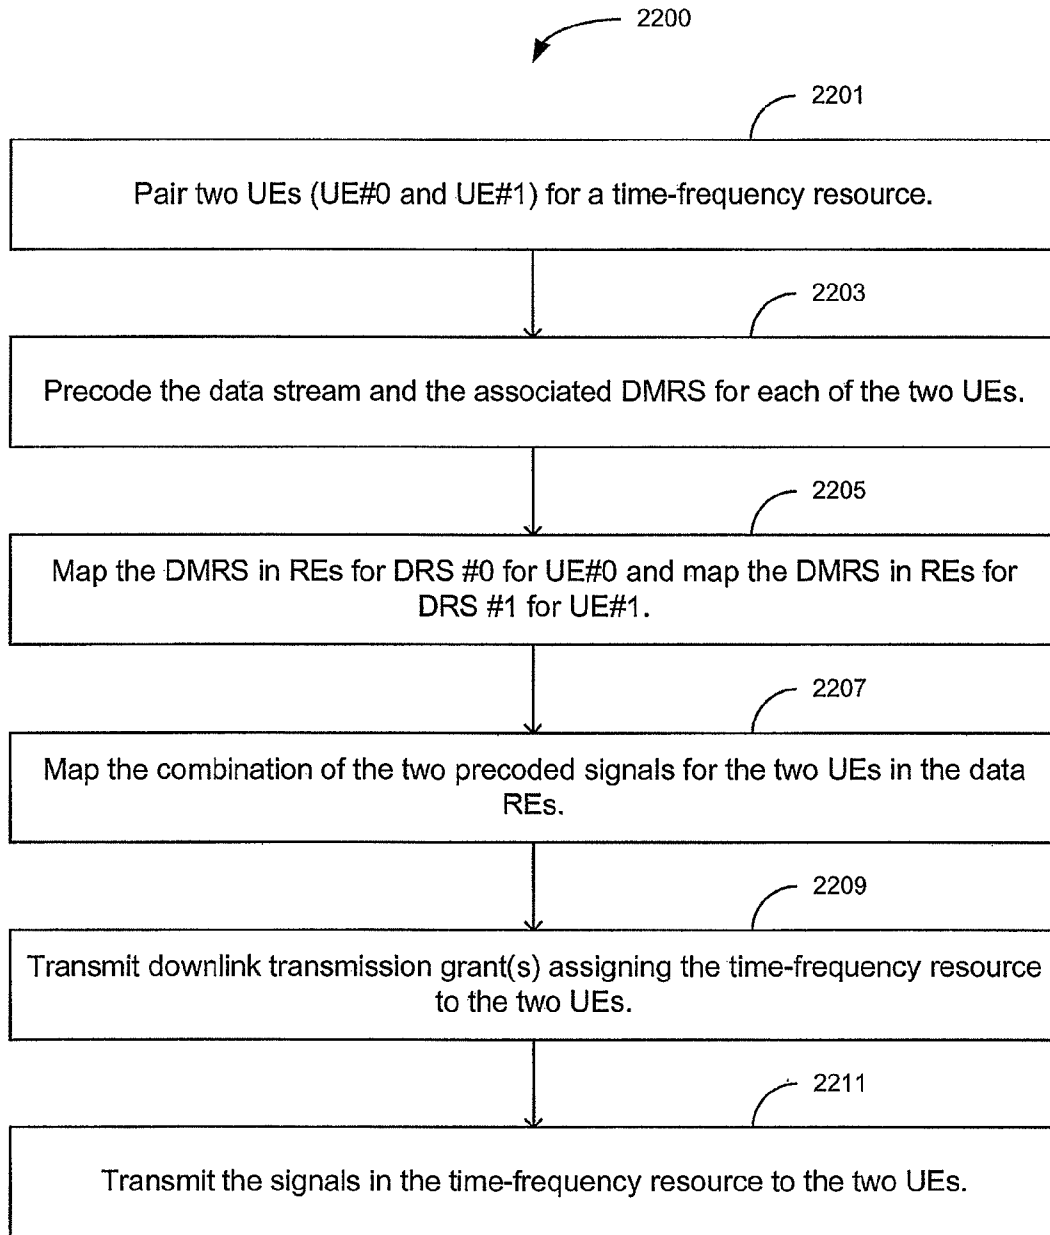 2200
2201
Pair two UEs (UE#0 and UE#1) for a time-frequency resource.
2203
Precode the data stream and the associated DMRS for each of the two UEs.
2205
Map the DMRS in REs for DRS #0 for UE#0 and map the DMRS in REs for
DRS #1 for UE#1.
2207
Map the combination of the two precoded signals for the two UEs in the data
REs.
2209
Transmit downlink transmission grant(s) assigning the time-frequency resource
to the two UEs.
2211
Transmit the signals in the time-frequency resource to the two UEs.